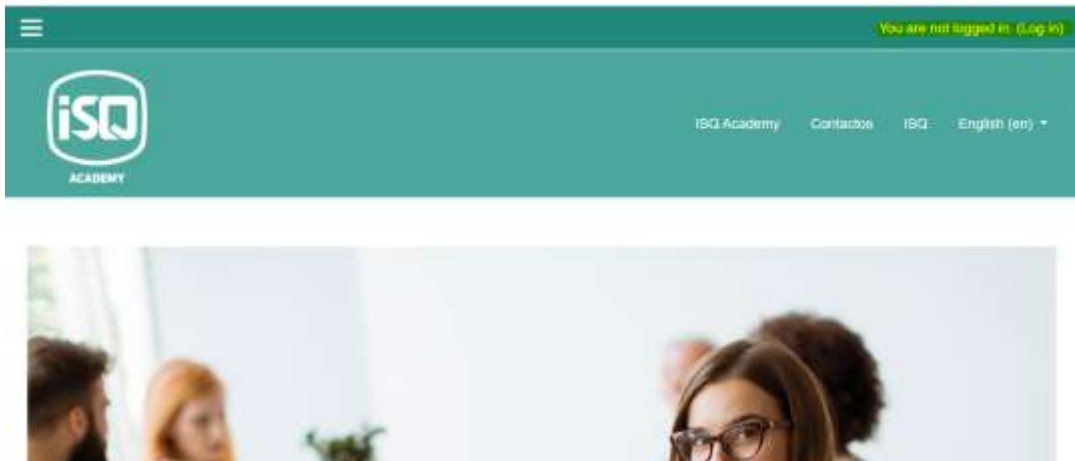 You are not logged in. (Log in)
iSQ
ACADEMY
ISQ Academy Contactos ISQ English (en)